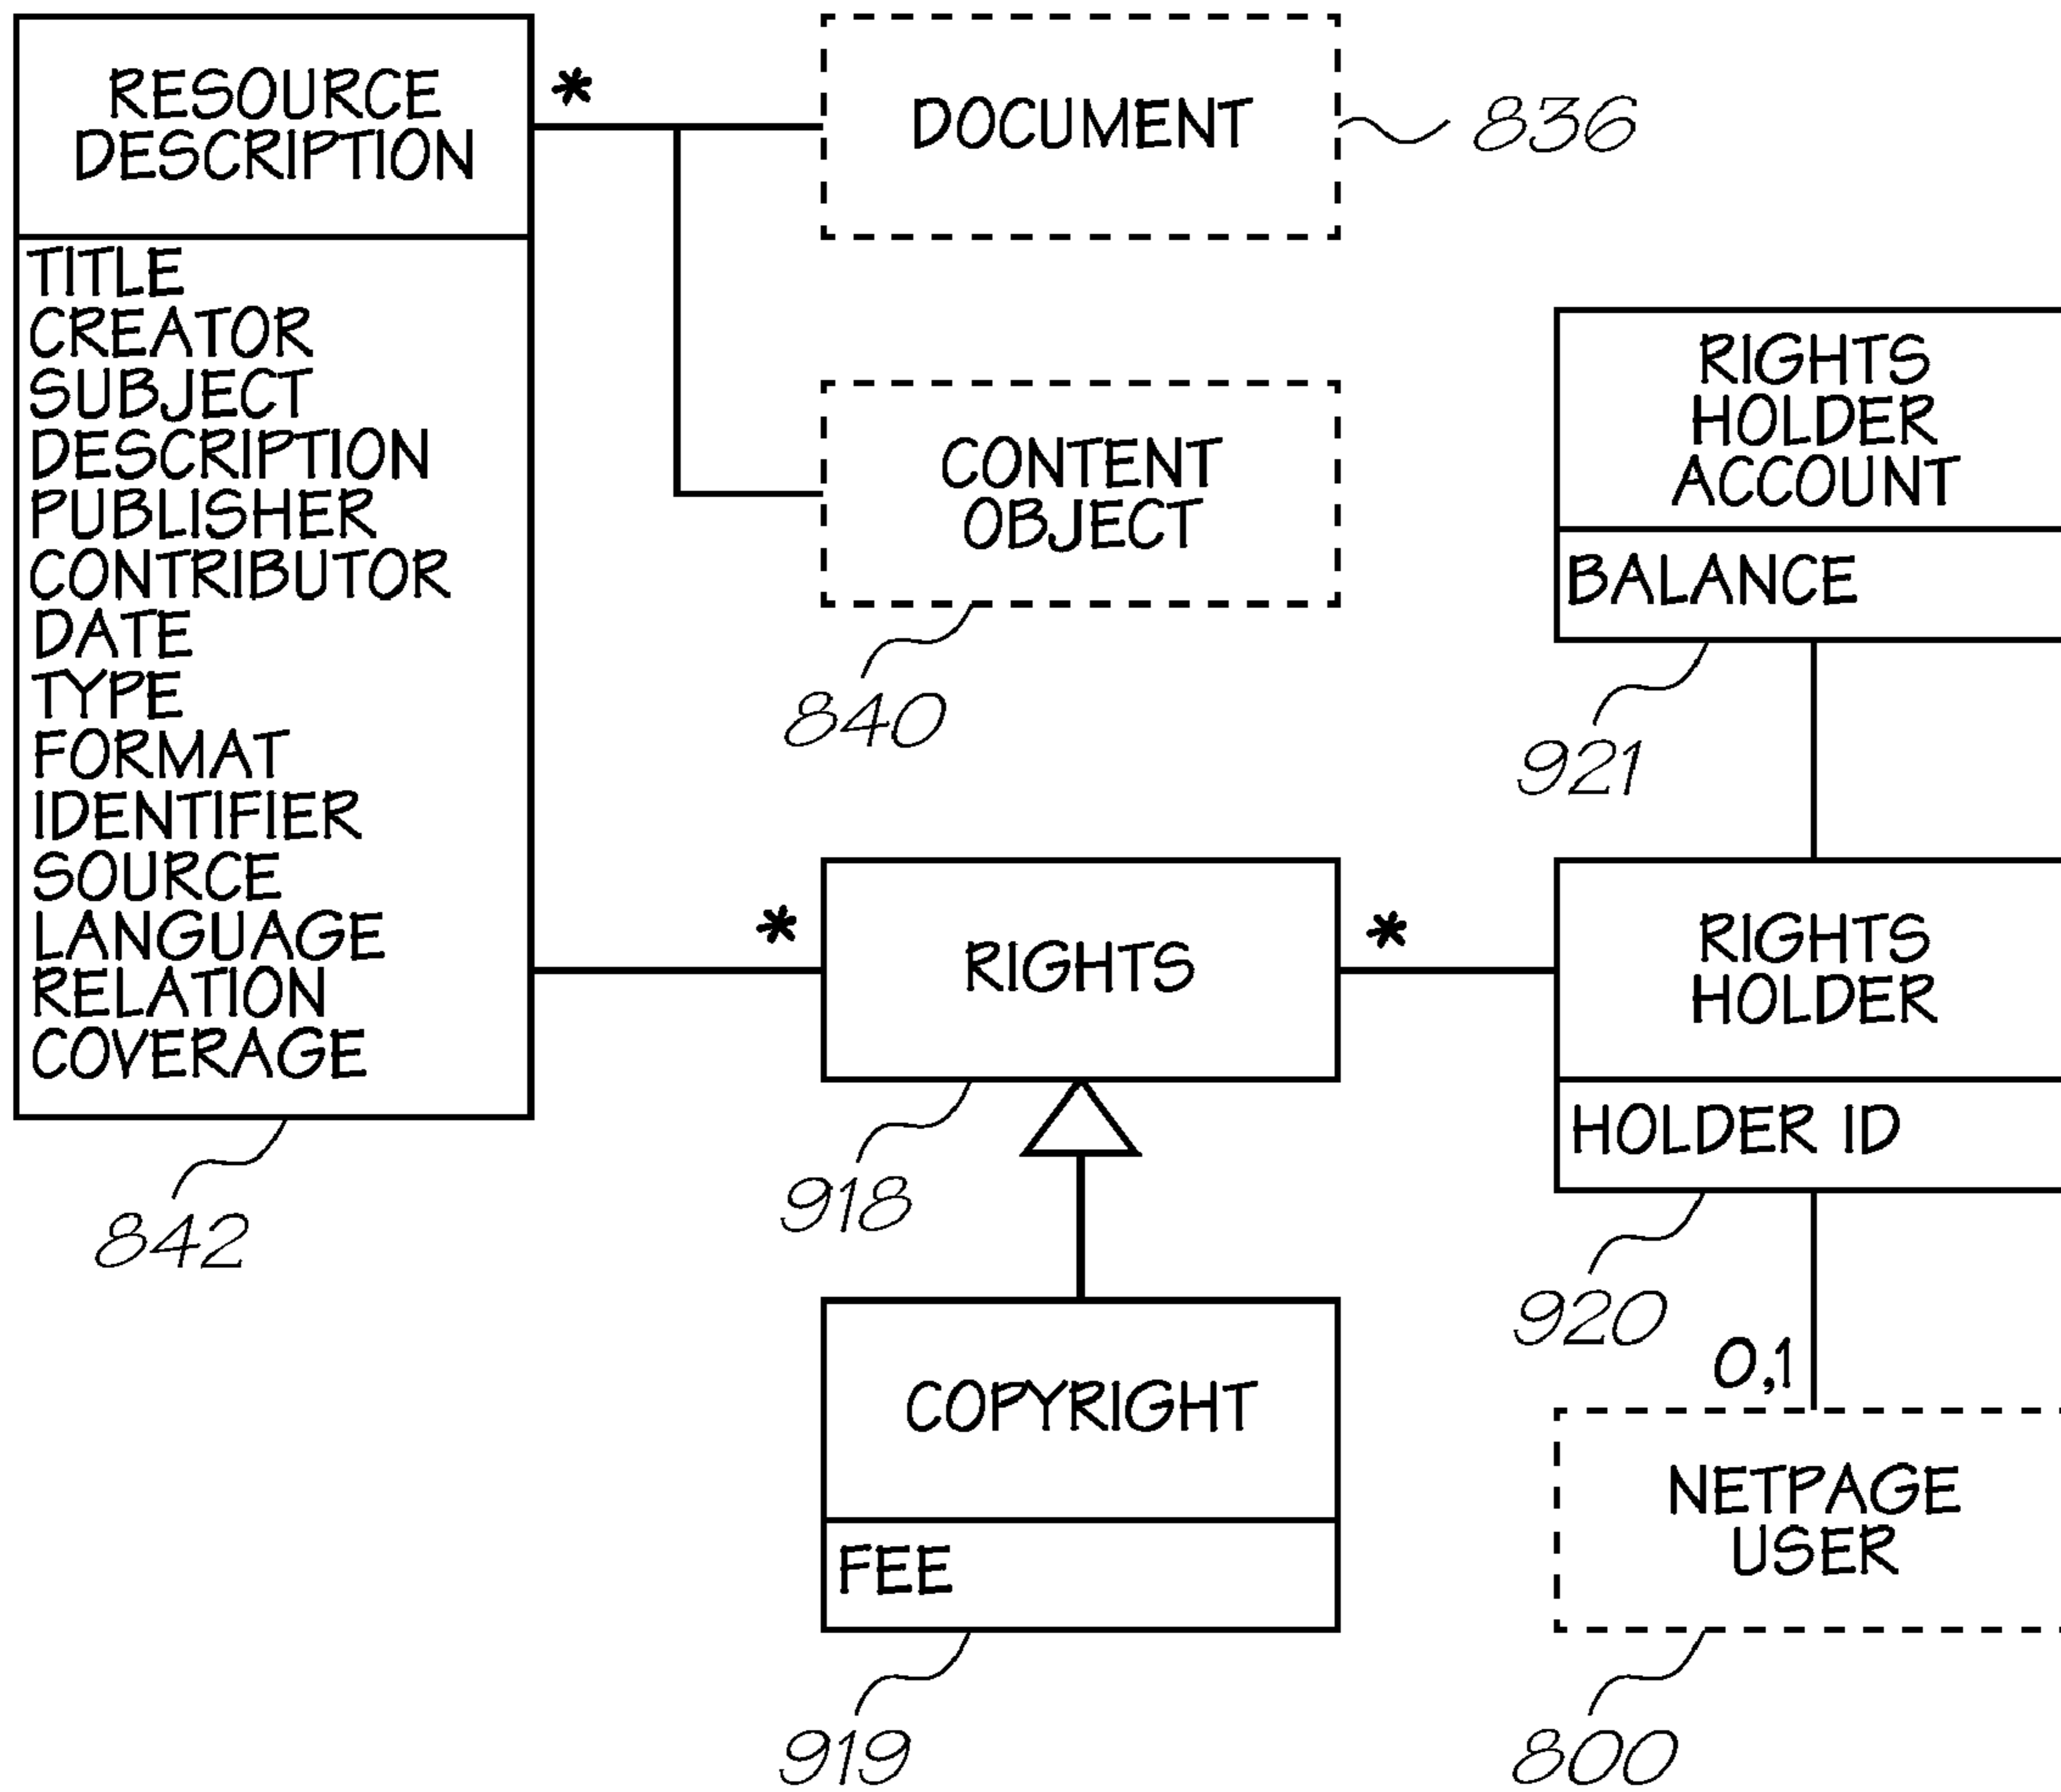 RESOURCE
DESCRIPTION
*
TITLE
CREATOR
SUBJECT
DESCRIPTION
PUBLISHER
CONTRIBUTOR
DATE
TYPE
FORMAT
IDENTIFIER
SOURCE
LANGUAGE
RELATION
COVERAGE
842
DOCUMENT
836
CONTENT
OBJECT
840
RIGHTS
HOLDER
ACCOUNT
BALANCE
921
*
RIGHTS
*
918
RIGHTS
HOLDER
HOLDER ID
920
0,1
COPYRIGHT
FEE
919
NETPAGE
USER
800